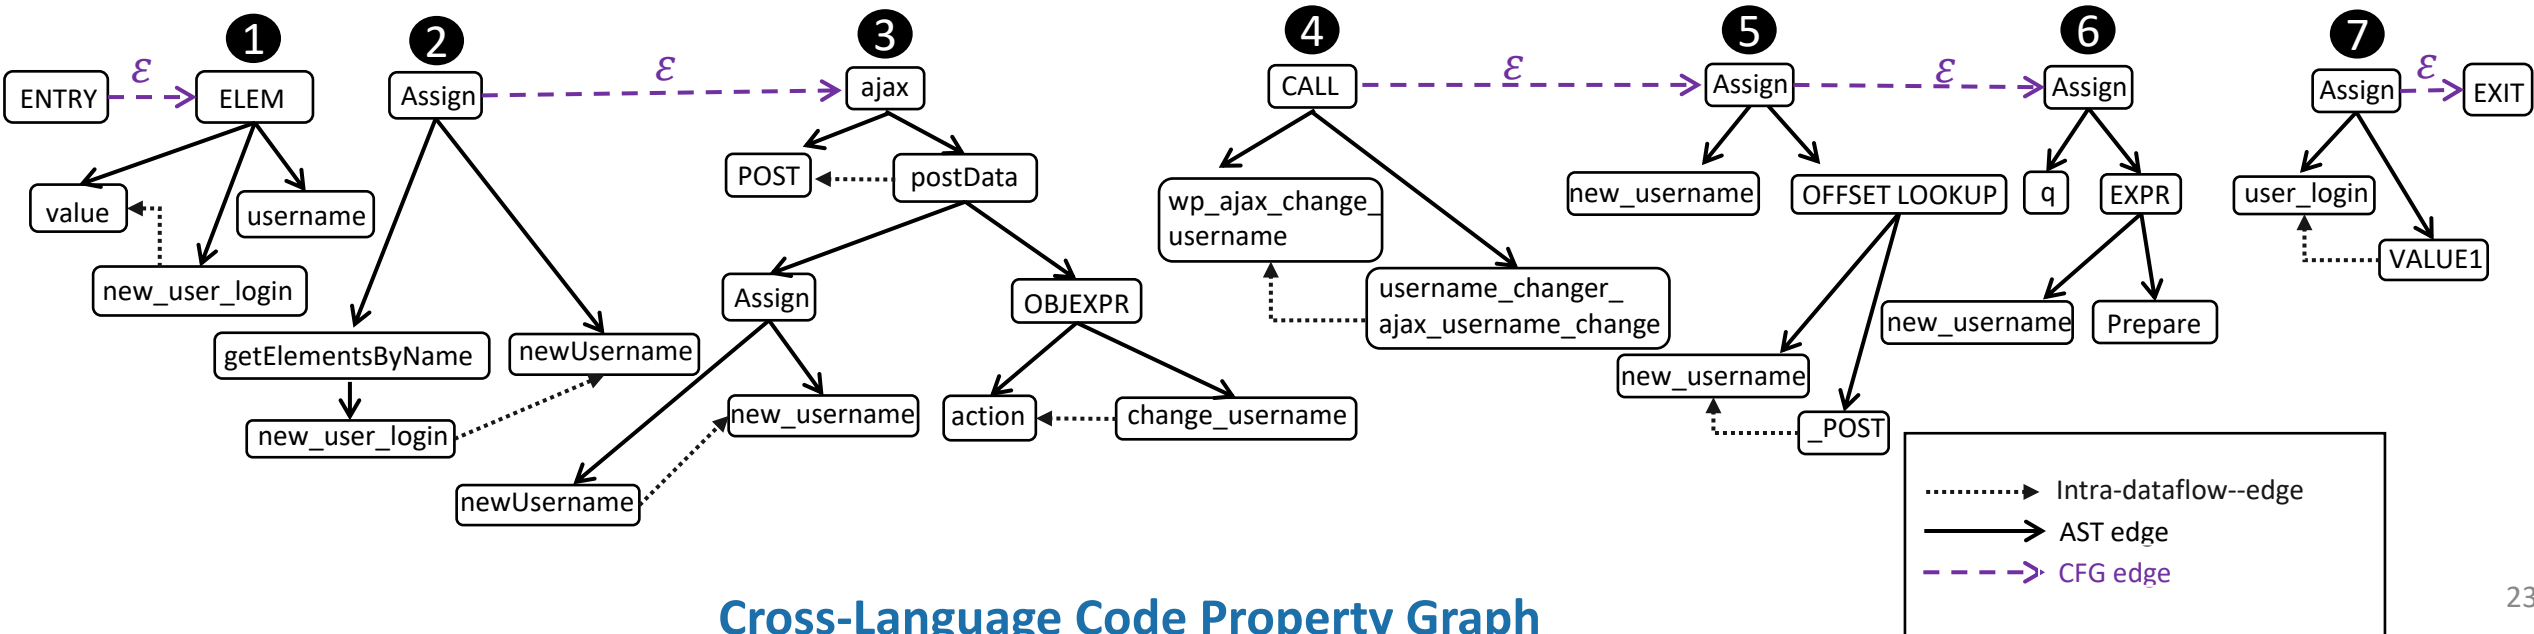 1
2
3
4
5
6
7
ENTRY
ε
ELEM
Assign
ε
ajax
CALL
ε
Assign
ε
Assign
Assign
ε
EXIT
value
username
new_user_login
getElementsByName
new_user_login
newUsername
POST
postData
Assign
OBJEXPR
newUsername
new_username
action
change_username
wp_ajax_change_
username
username_changer_
ajax_username_change
new_username
OFFSET LOOKUP
new_username
_POST
q
EXPR
new_username
Prepare
user_login
VALUE1
Intra-dataflow--edge
AST edge
CFG edge
Cross-Language Code Property Graph
23